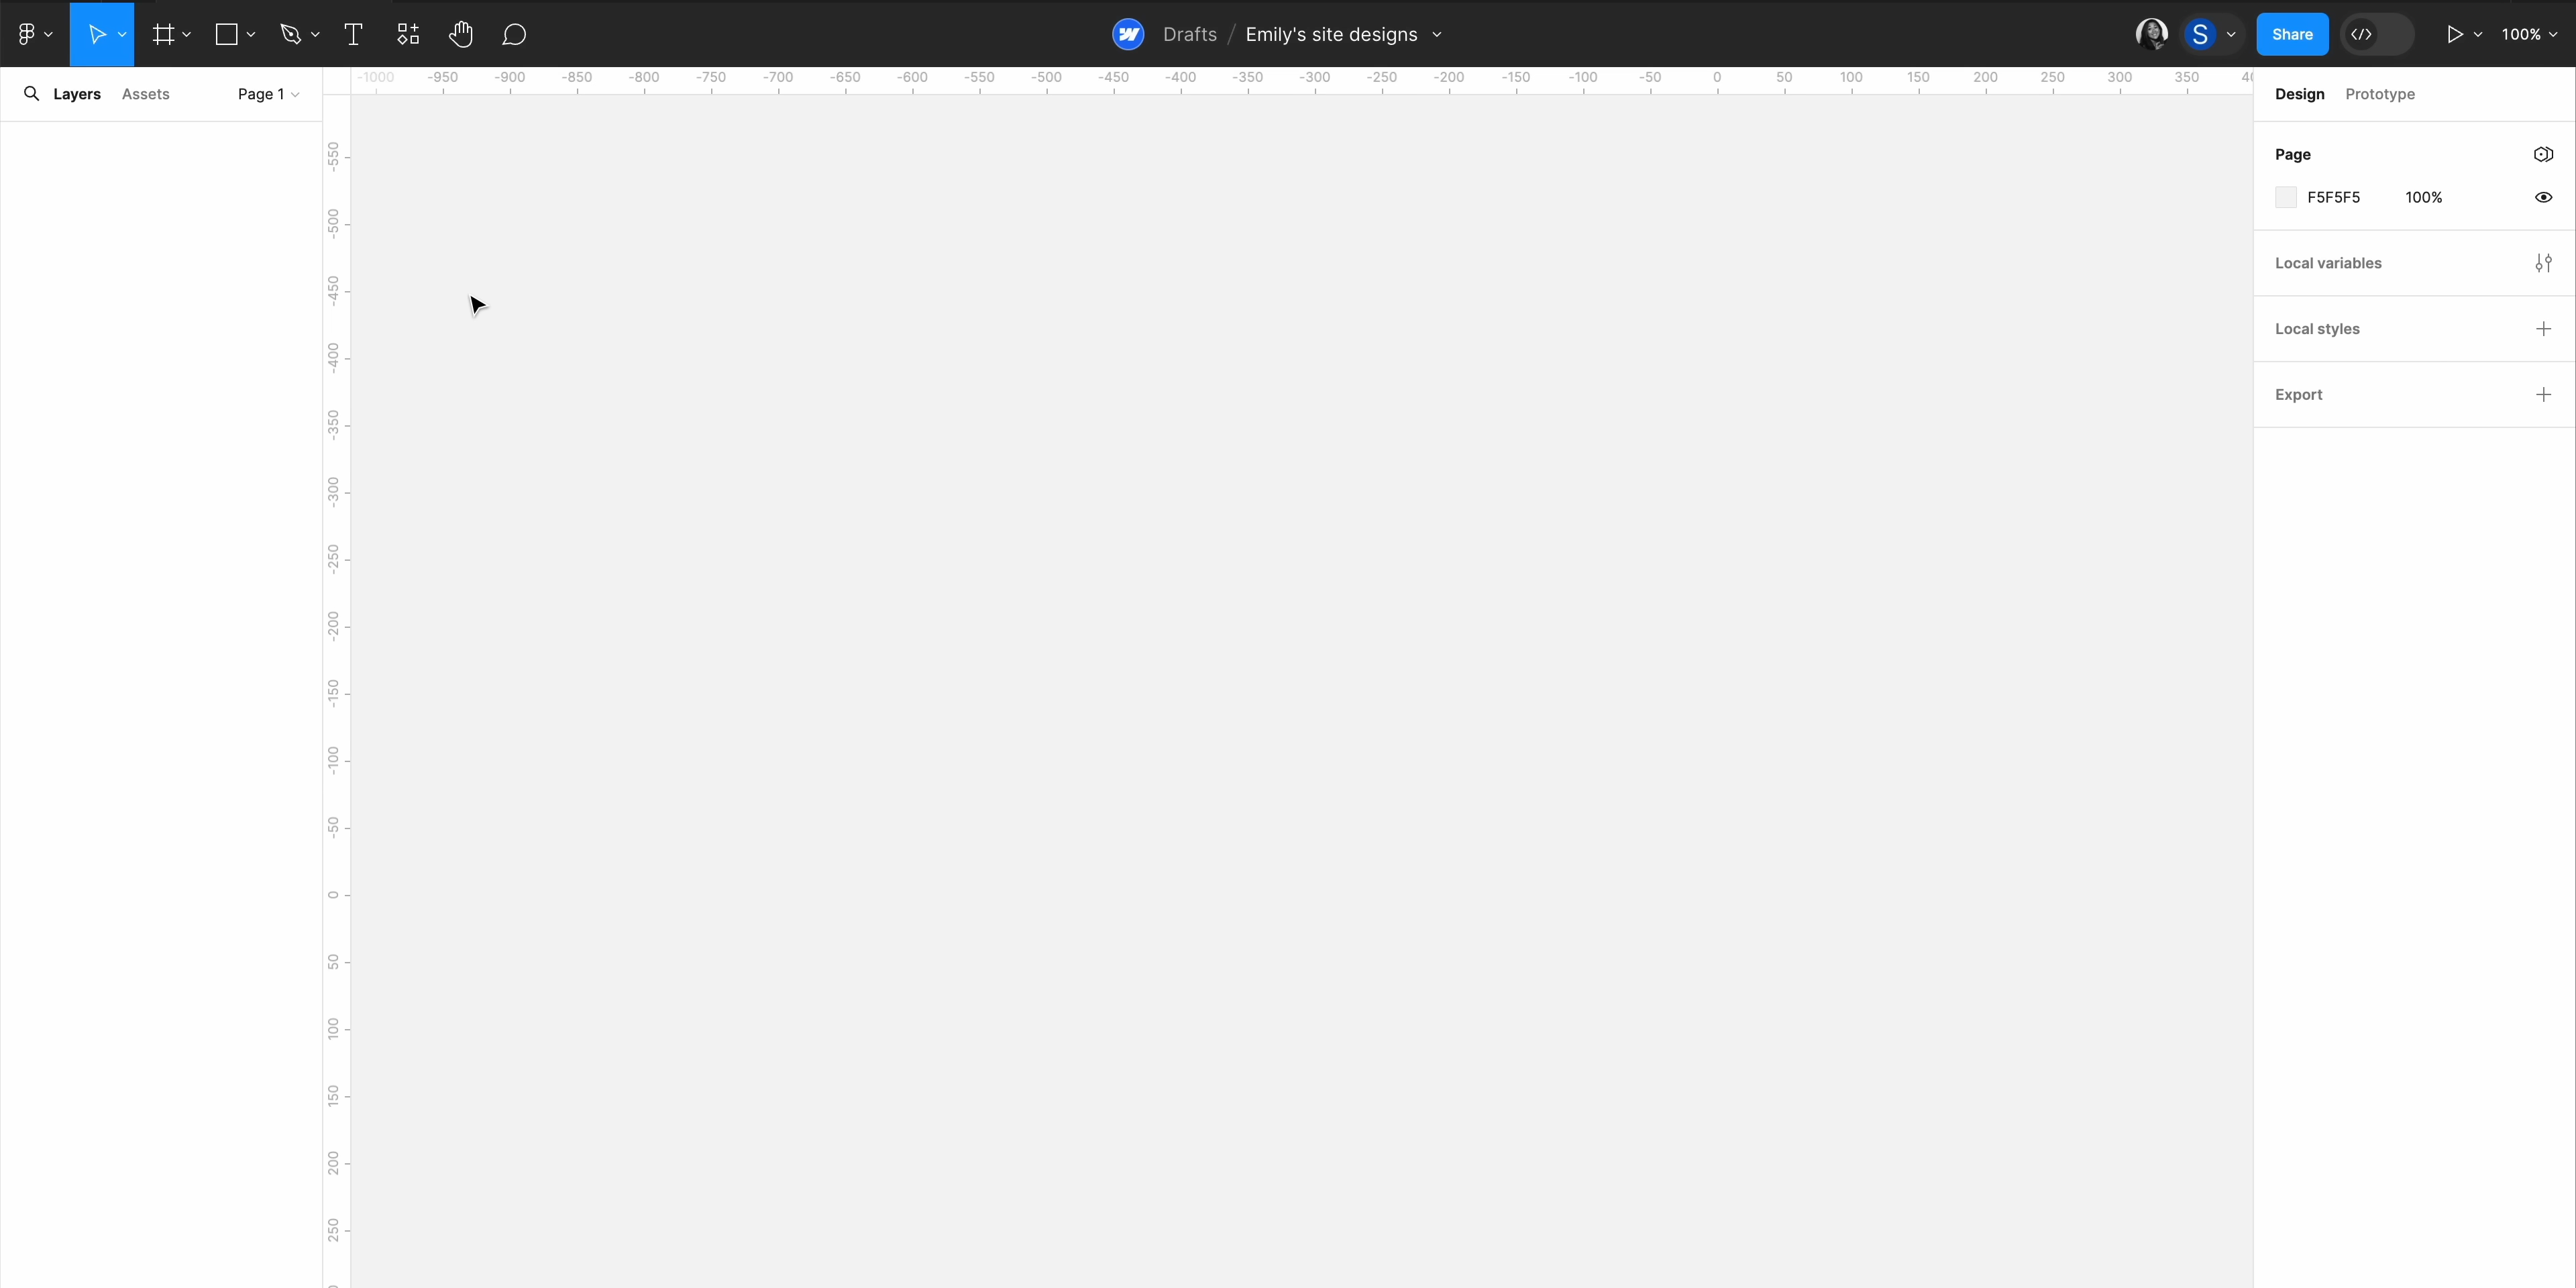 Drafts / Emily's site designs
S
Share
100%
Layers Assets Page 1
-1000 -950 -900 -850 -800 -750 -700 -650 -600 -550 -500 -450 -400 -350 -300 -250 -200 -150 -100 -50 0 50 100 150 200 250 300 350
-550
-500
-450
-400
-350
-300
-250
-200
-150
-100
-50
0
50
100
150
200
250
Design Prototype
Page
F5F5F5 100%
Local variables
Local styles
Export